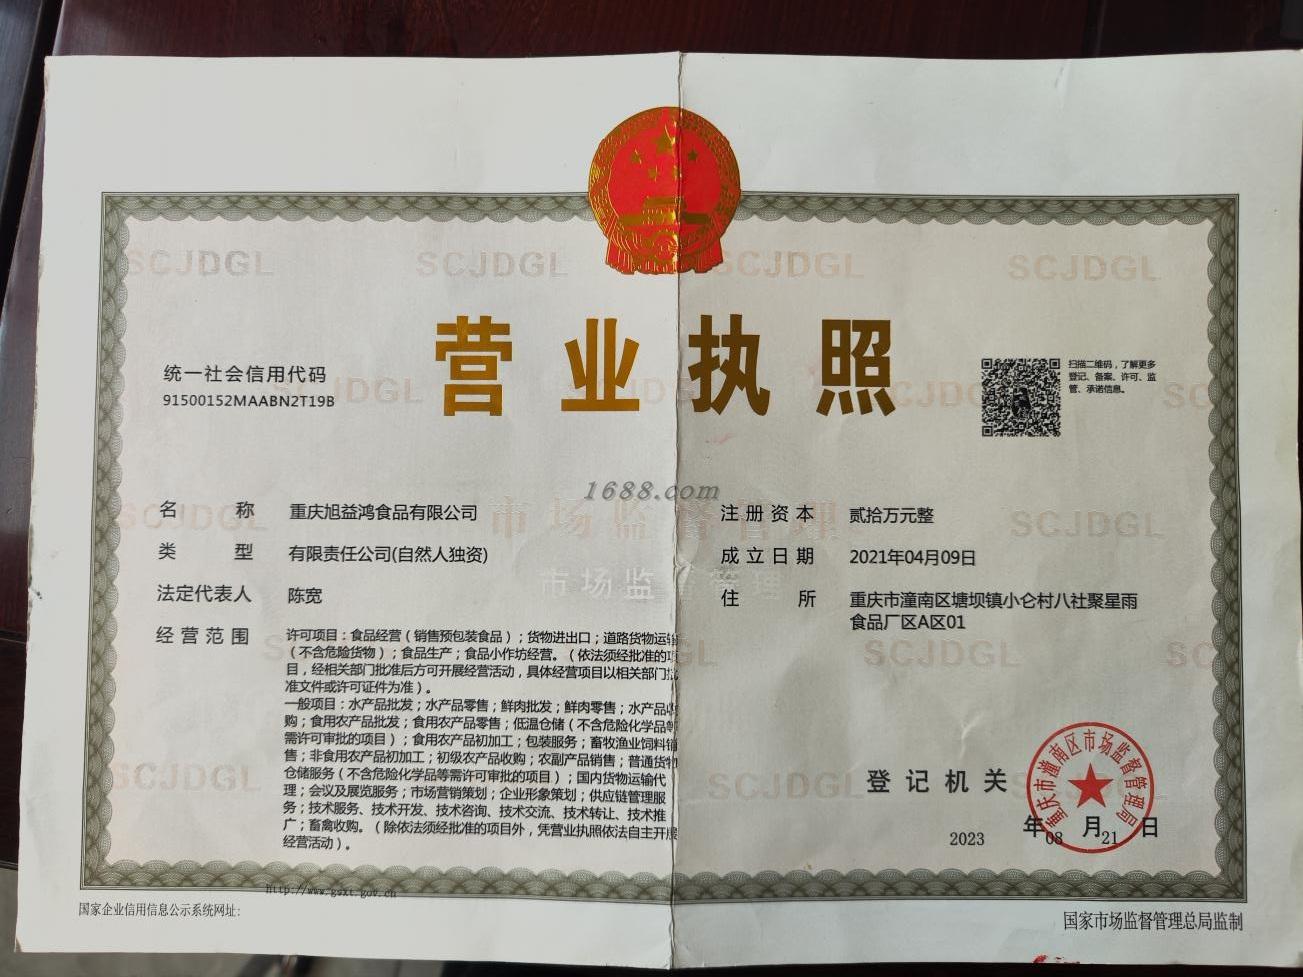 SCJDGL SCJDGL SCJDGL SCJDGL
营业执照
统一社会信用代码
91500152MAABN2T19B
扫描二维码，了解更多
登记、备案、许可、监
管、承诺信息。
1688.com
市场监督管理
市场监督管理
名称 重庆旭益鸿食品有限公司
类型 有限责任公司(自然人独资)
法定代表人 陈宽
经营范围 许可项目：食品经营（销售预包装食品）；货物进出口；道路货物运输
（不含危险货物）；食品生产；食品小作坊经营。（依法须经批准的项
目，经相关部门批准后方可开展经营活动，具体经营项目以相关部门批
准文件或许可证件为准）。
一般项目：水产品批发；水产品零售；鲜肉批发；鲜肉零售；水产品收
购；食用农产品批发；食用农产品零售；低温仓储（不含危险化学品等
需许可审批的项目）；食用农产品初加工；包装服务；畜牧渔业饲料销
售；非食用农产品初加工；初级农产品收购；农副产品销售；普通货物
仓储服务（不含危险化学品等需许可审批的项目）；国内货物运输代
理；会议及展览服务；市场营销策划；企业形象策划；供应链管理服
务；技术服务、技术开发、技术咨询、技术交流、技术转让、技术推
广；畜禽收购。（除依法须经批准的项目外，凭营业执照依法自主开展
经营活动）。
注册资本 贰拾万元整
成立日期 2021年04月09日
住所 重庆市潼南区塘坝镇小仑村八社聚星雨
食品厂区A区01
登记机关
重庆市潼南区市场监督管理局
2023年08月21日
http://www.gsxt.gov.cn
国家企业信用信息公示系统网址：
国家市场监督管理总局监制